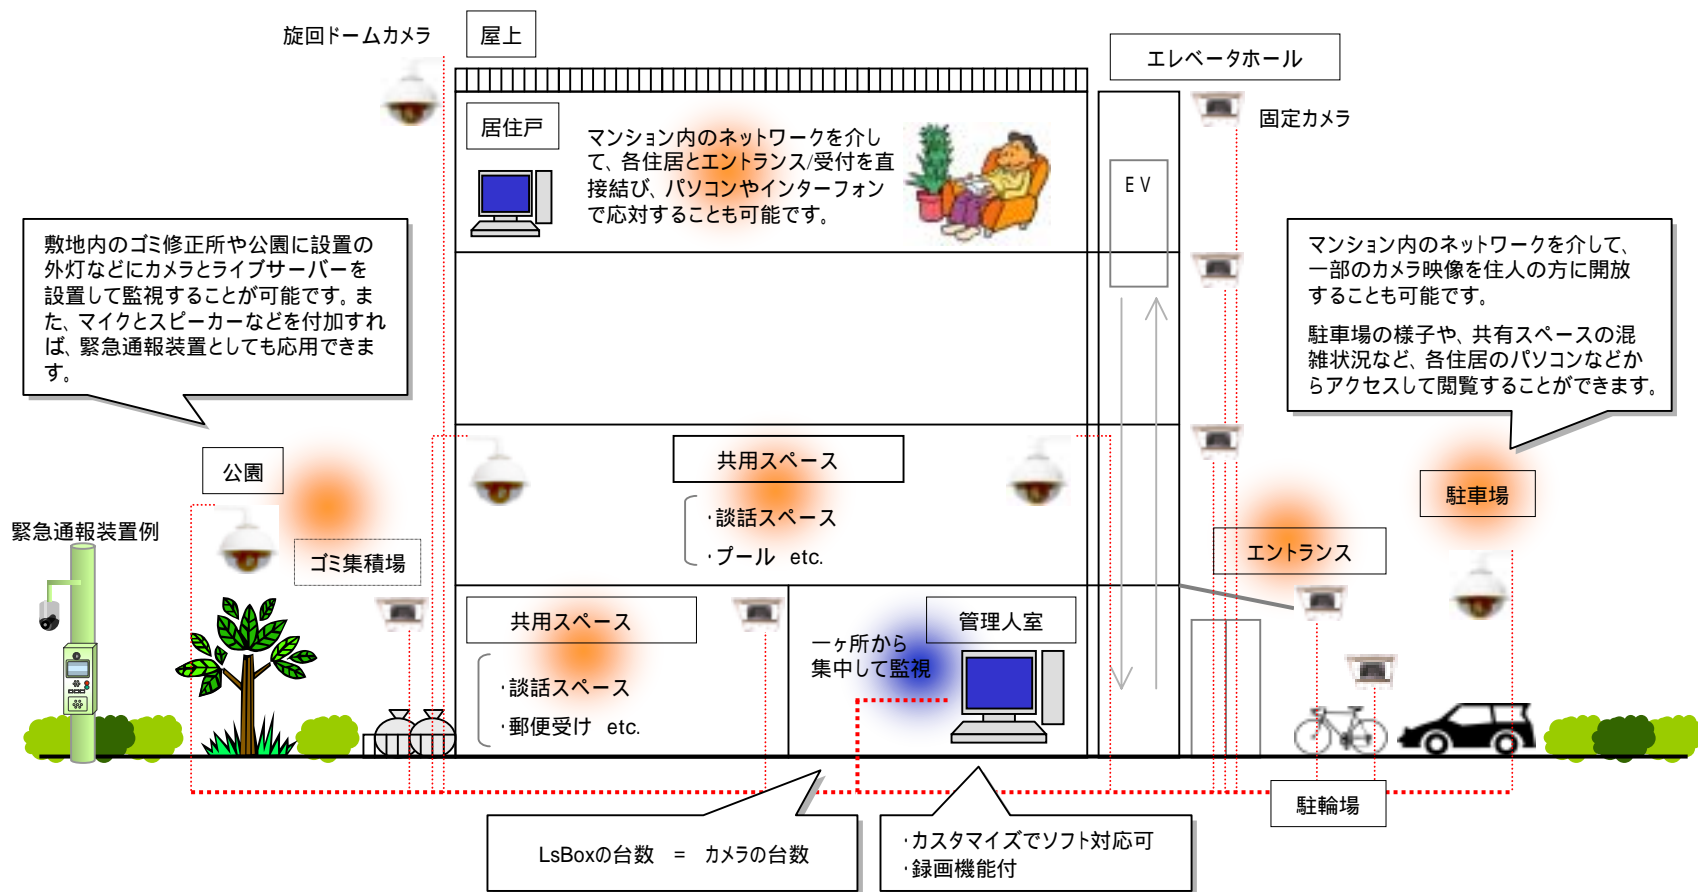 旋回ドームカメラ
屋上
エレベータホール
固定カメラ
居住戸
マンション内のネットワークを介し
て、各住居とエントランス/受付を直
接結び、パソコンやインターフォン
で応対することも可能です。
EV
敷地内のゴミ修正所や公園に設置の
外灯などにカメラとライブサーバーを
設置して監視することが可能です。ま
た、マイクとスピーカーなどを付加すれ
ば、緊急通報装置としても応用できま
す。
マンション内のネットワークを介して、
一部のカメラ映像を住人の方に開放
することも可能です。
駐車場の様子や、共有スペースの混
雑状況など、各住居のパソコンなどか
らアクセスして閲覧することができます。
公園
共用スペース
・談話スペース
・プール etc.
駐車場
緊急通報装置例
ゴミ集積場
エントランス
共用スペース
・談話スペース
・郵便受け etc.
管理人室
一ヶ所から
集中して監視
駐輪場
LsBoxの台数 = カメラの台数
・カスタマイズでソフト対応可
・録画機能付